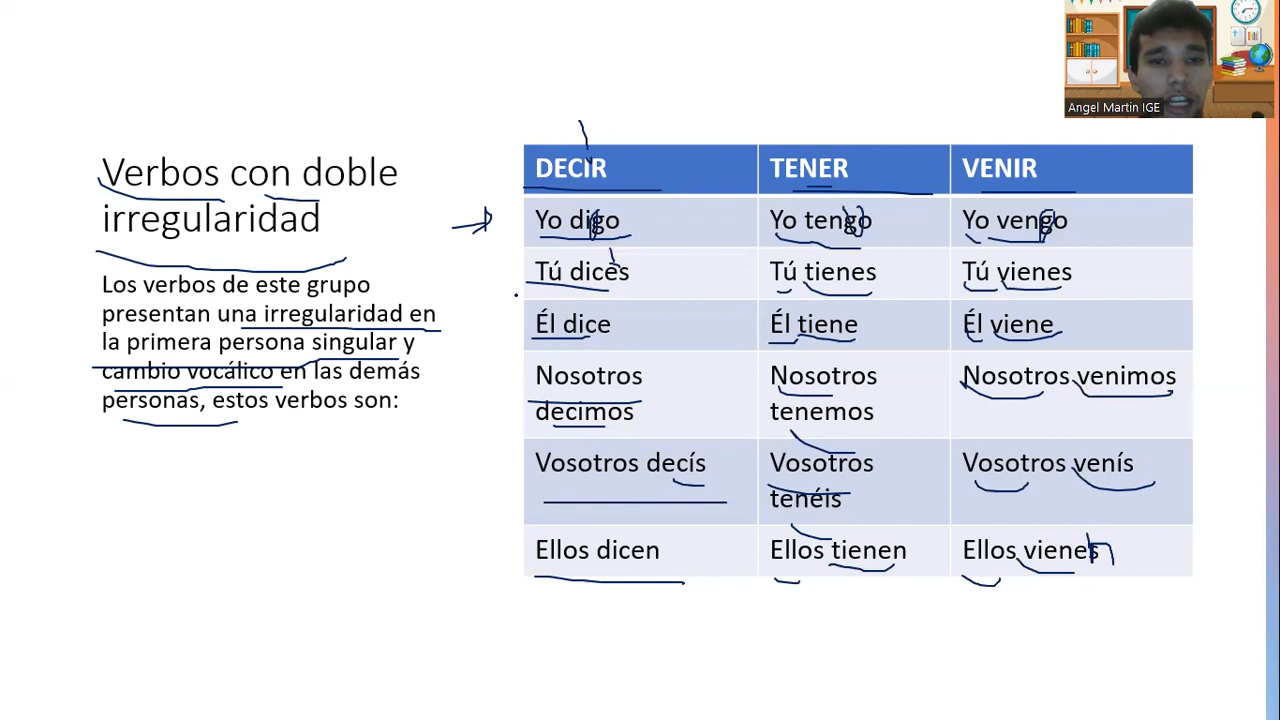 Angel Martin IGE
Verbos con doble
irregularidad
Los verbos de este grupo
presentan una irregularidad en
la primera persona singular y
cambio vocálico en las demás
personas, estos verbos son:
DECIR TENER VENIR
Yo digo Yo tengo Yo vengo
Tú dices Tú tienes Tú vienes
Él dice Él tiene Él viene
Nosotros decimos Nosotros tenemos Nosotros venimos
Vosotros decís Vosotros tenéis Vosotros venís
Ellos dicen Ellos tienen Ellos vienes n